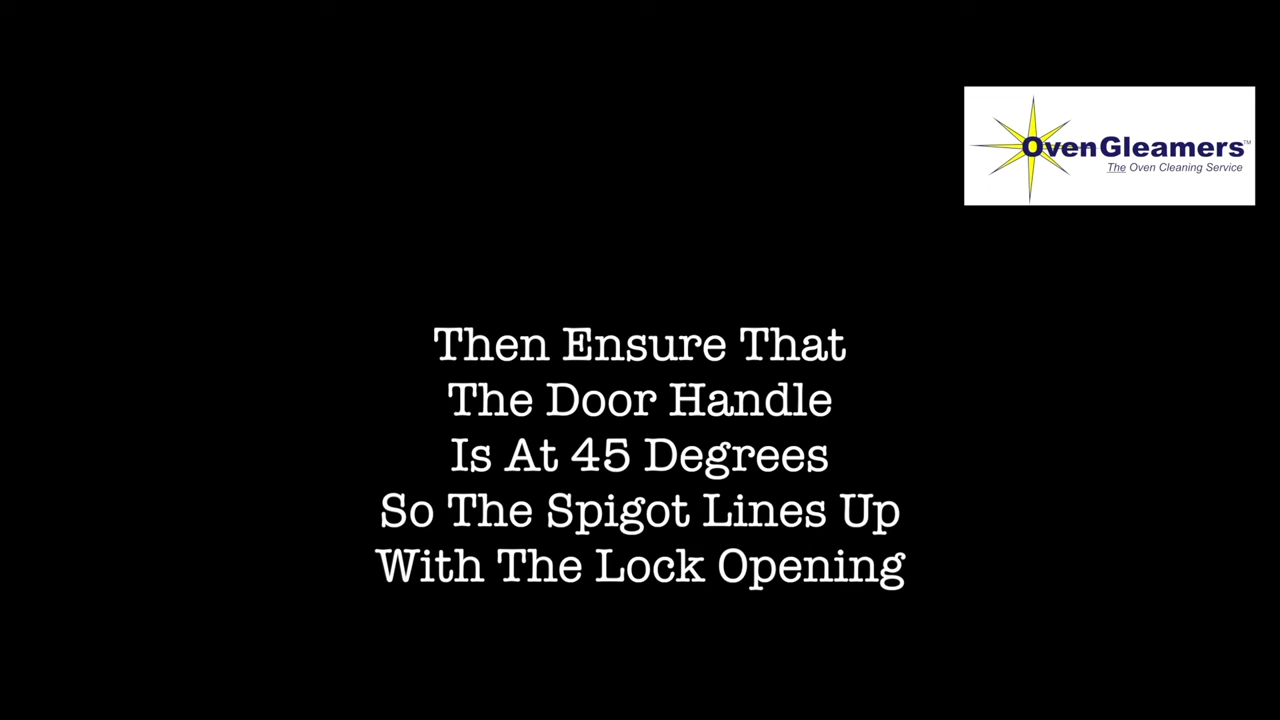 OvenGleamers™
The Oven Cleaning Service
Then Ensure That
The Door Handle
Is At 45 Degrees
So The Spigot Lines Up
With The Lock Opening